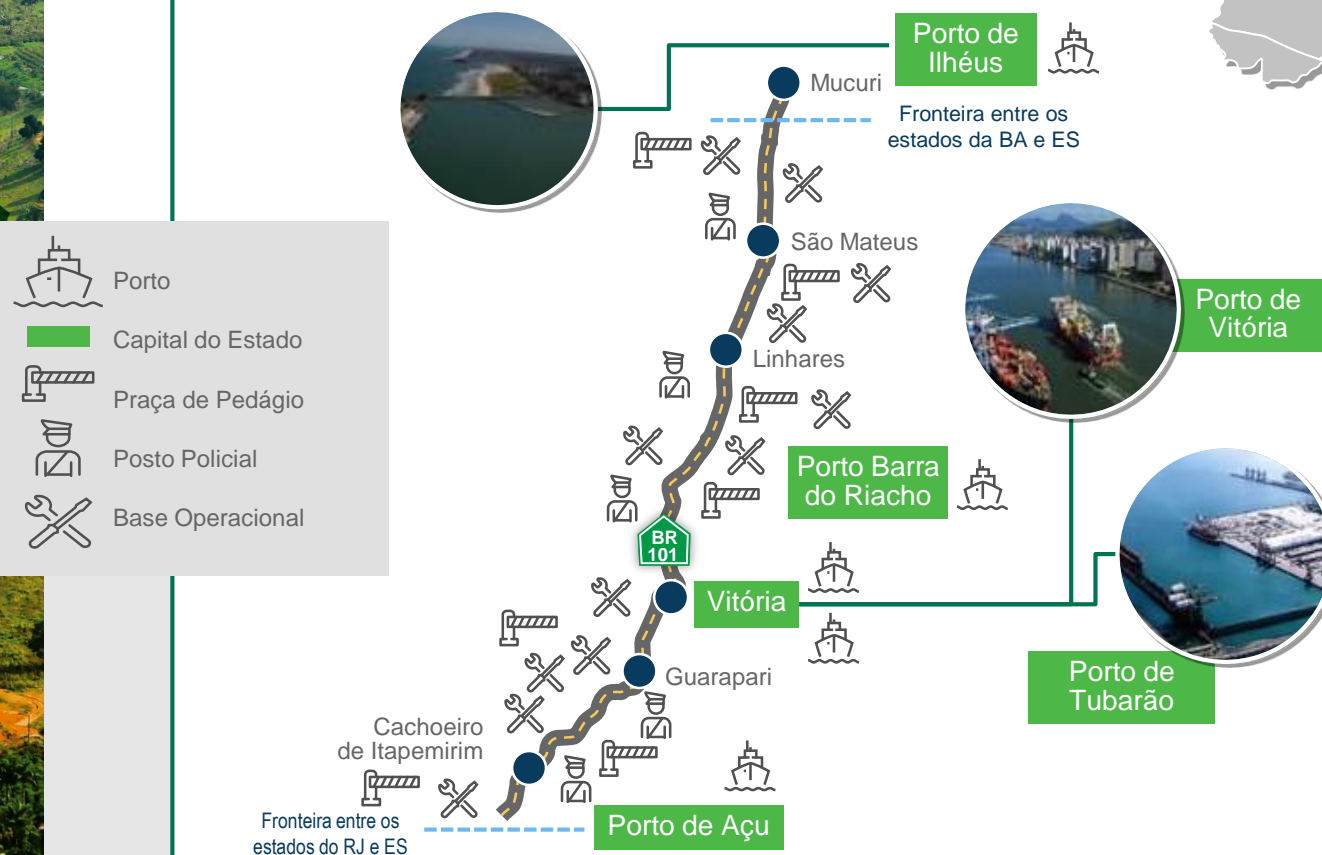 Porto de
Ilhéus
Mucuri
Fronteira entre os
estados da BA e ES
São Mateus
Porto
Capital do Estado
Praça de Pedágio
Posto Policial
Base Operacional
Porto de
Vitória
Linhares
Porto Barra
do Riacho
BR
101
Vitória
Guarapari
Porto de
Tubarão
Cachoeiro
de Itapemirim
Fronteira entre os
estados do RJ e ES
Porto de Açu